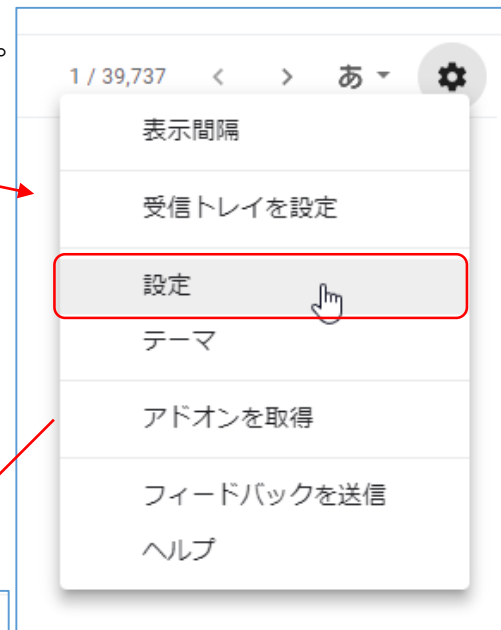 。
1 / 39,737 < > あ
表示間隔
受信トレイを設定
設定
テーマ
アドオンを取得
フィードバックを送信
ヘルプ